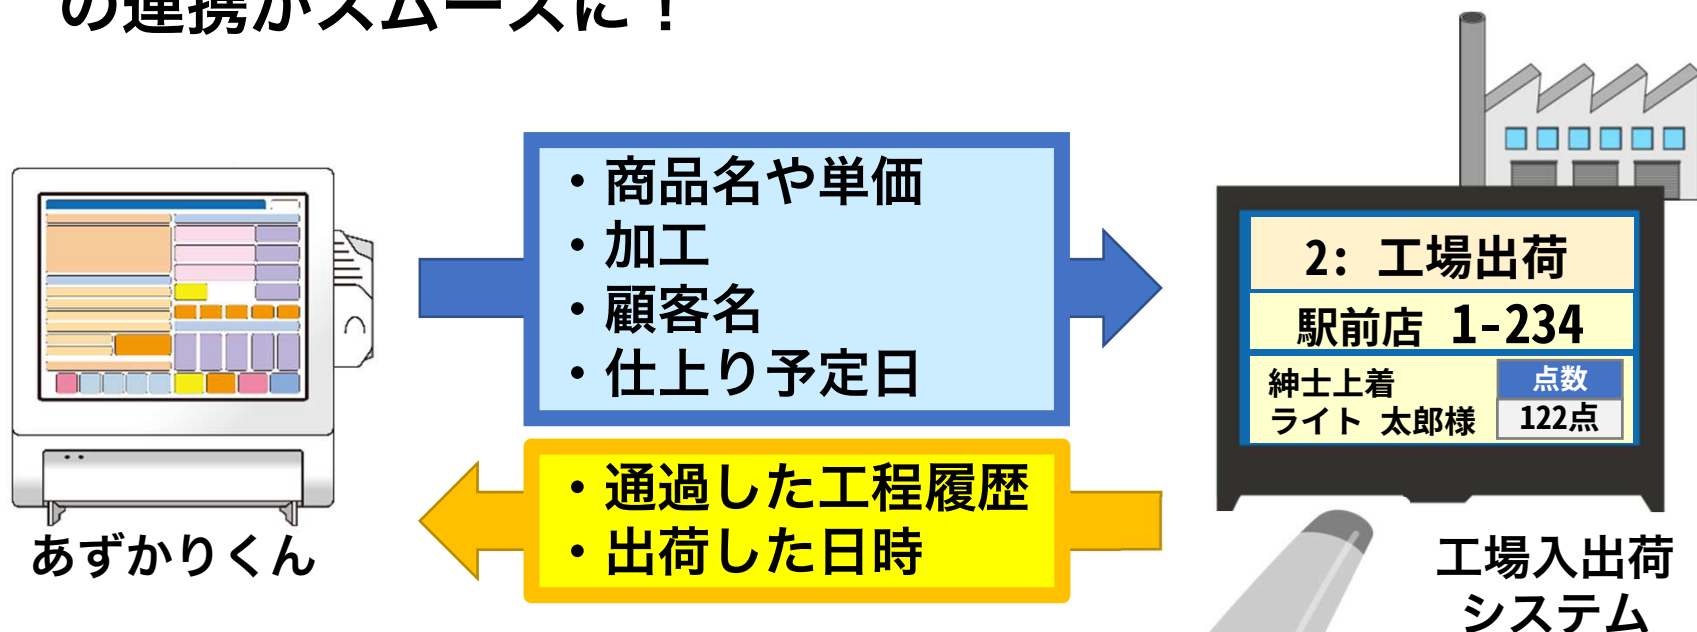 の連携がスムーズに！
・商品名や単価
・加工
・顧客名
・仕上り予定日
・通過した工程履歴
・出荷した日時
あずかりくん
2: 工場出荷
駅前店 1-234
紳士上着
ライト 太郎様
点数
122点
工場入出荷
システム